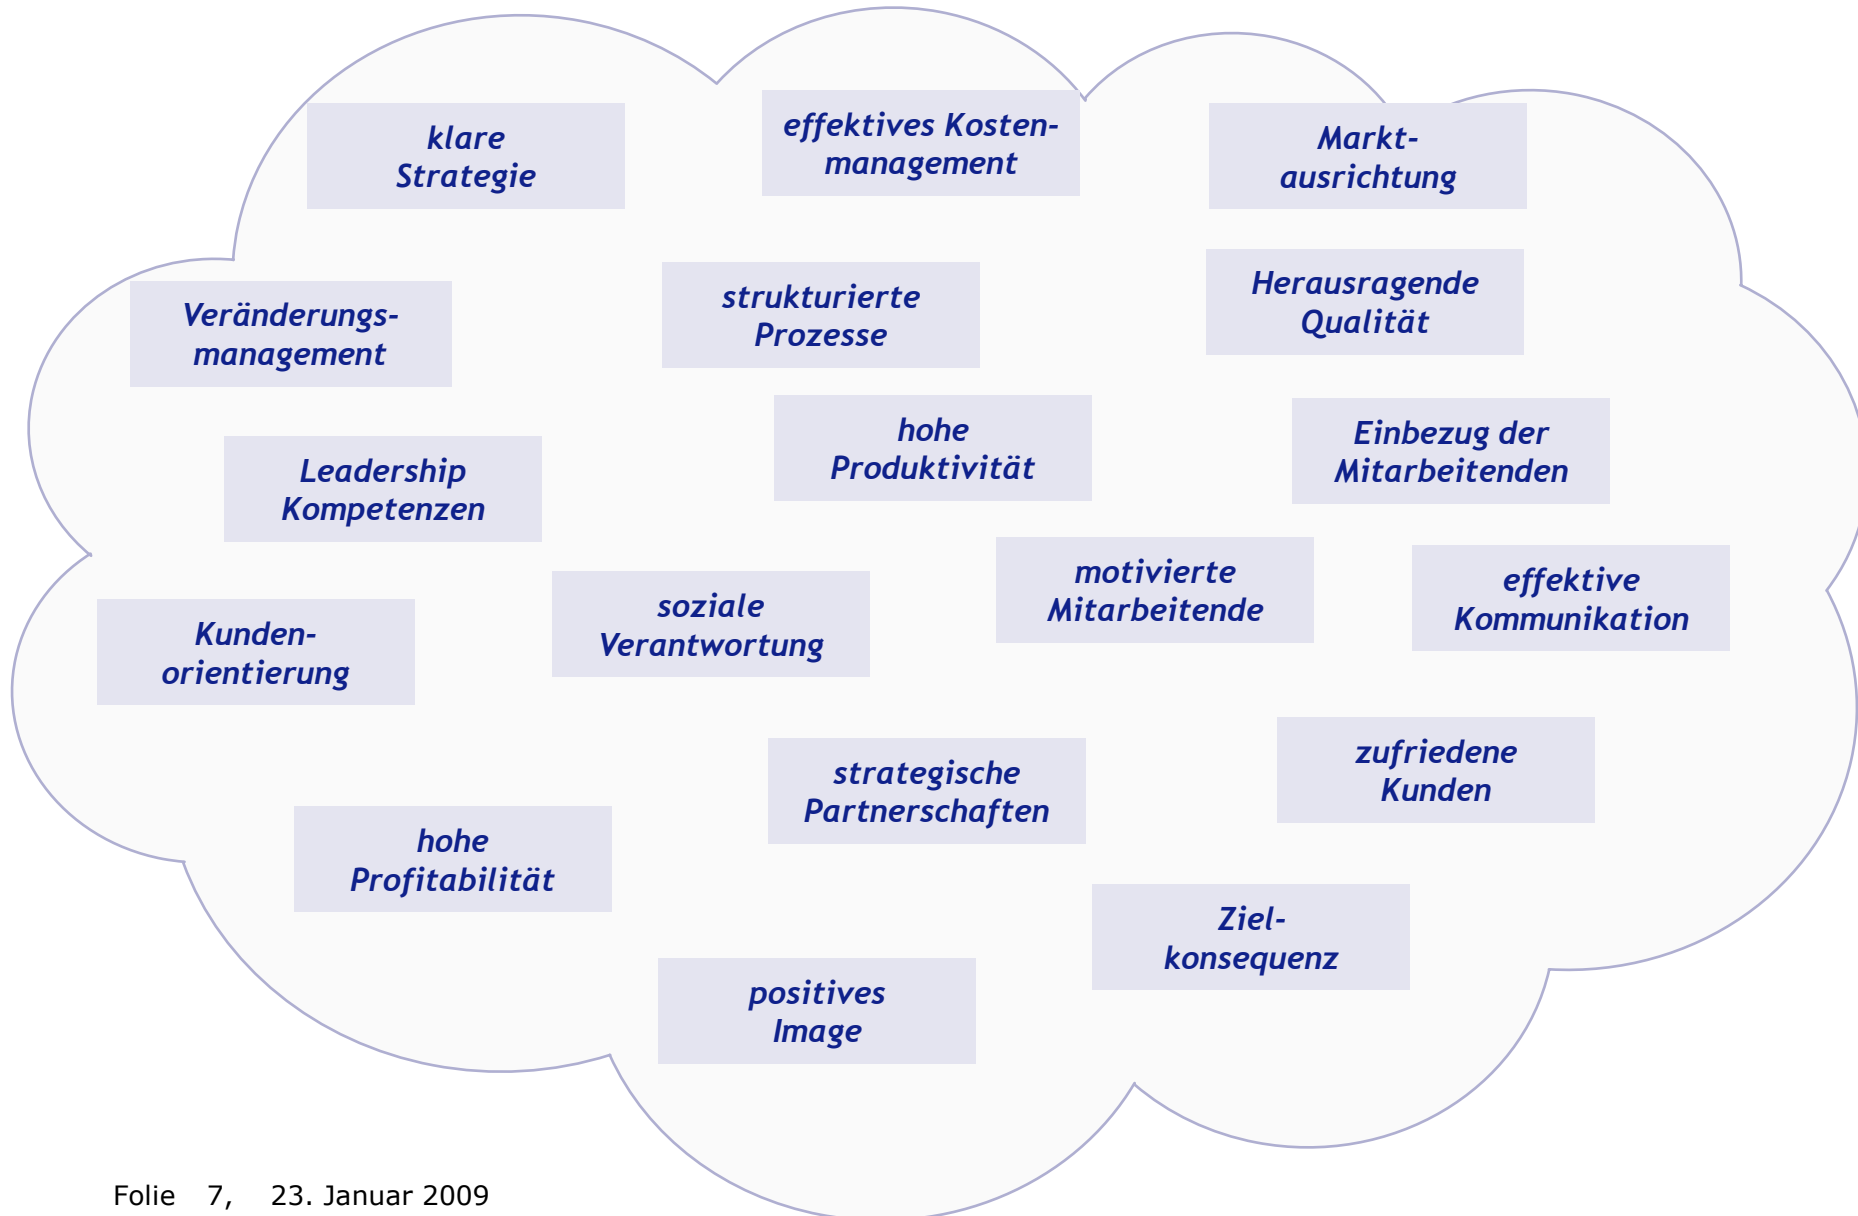 klare
Strategie
effektives Kosten-
management
Markt-
ausrichtung
Veränderungs-
management
strukturierte
Prozesse
Herausragende
Qualität
Leadership
Kompetenzen
hohe
Produktivität
Einbezug der
Mitarbeitenden
Kunden-
orientierung
soziale
Verantwortung
motivierte
Mitarbeitende
effektive
Kommunikation
hohe
Profitabilität
strategische
Partnerschaften
zufriedene
Kunden
positives
Image
Ziel-
konsequenz
Folie 7, 23. Januar 2009